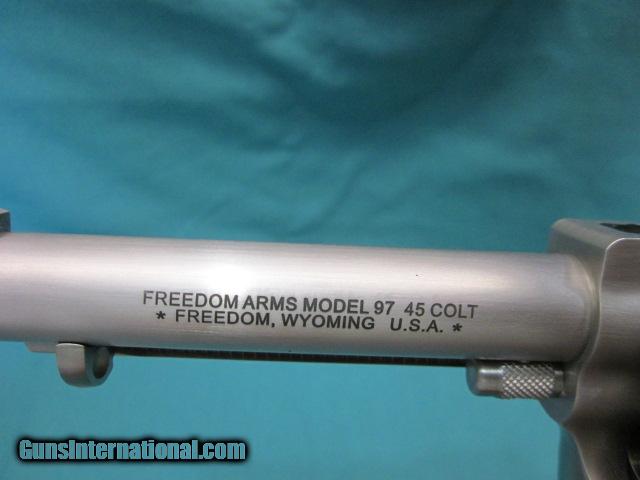 FREEDOM ARMS MODEL 97 45 COLT
* FREEDOM, WYOMING U.S.A. *
GunsInternational.com